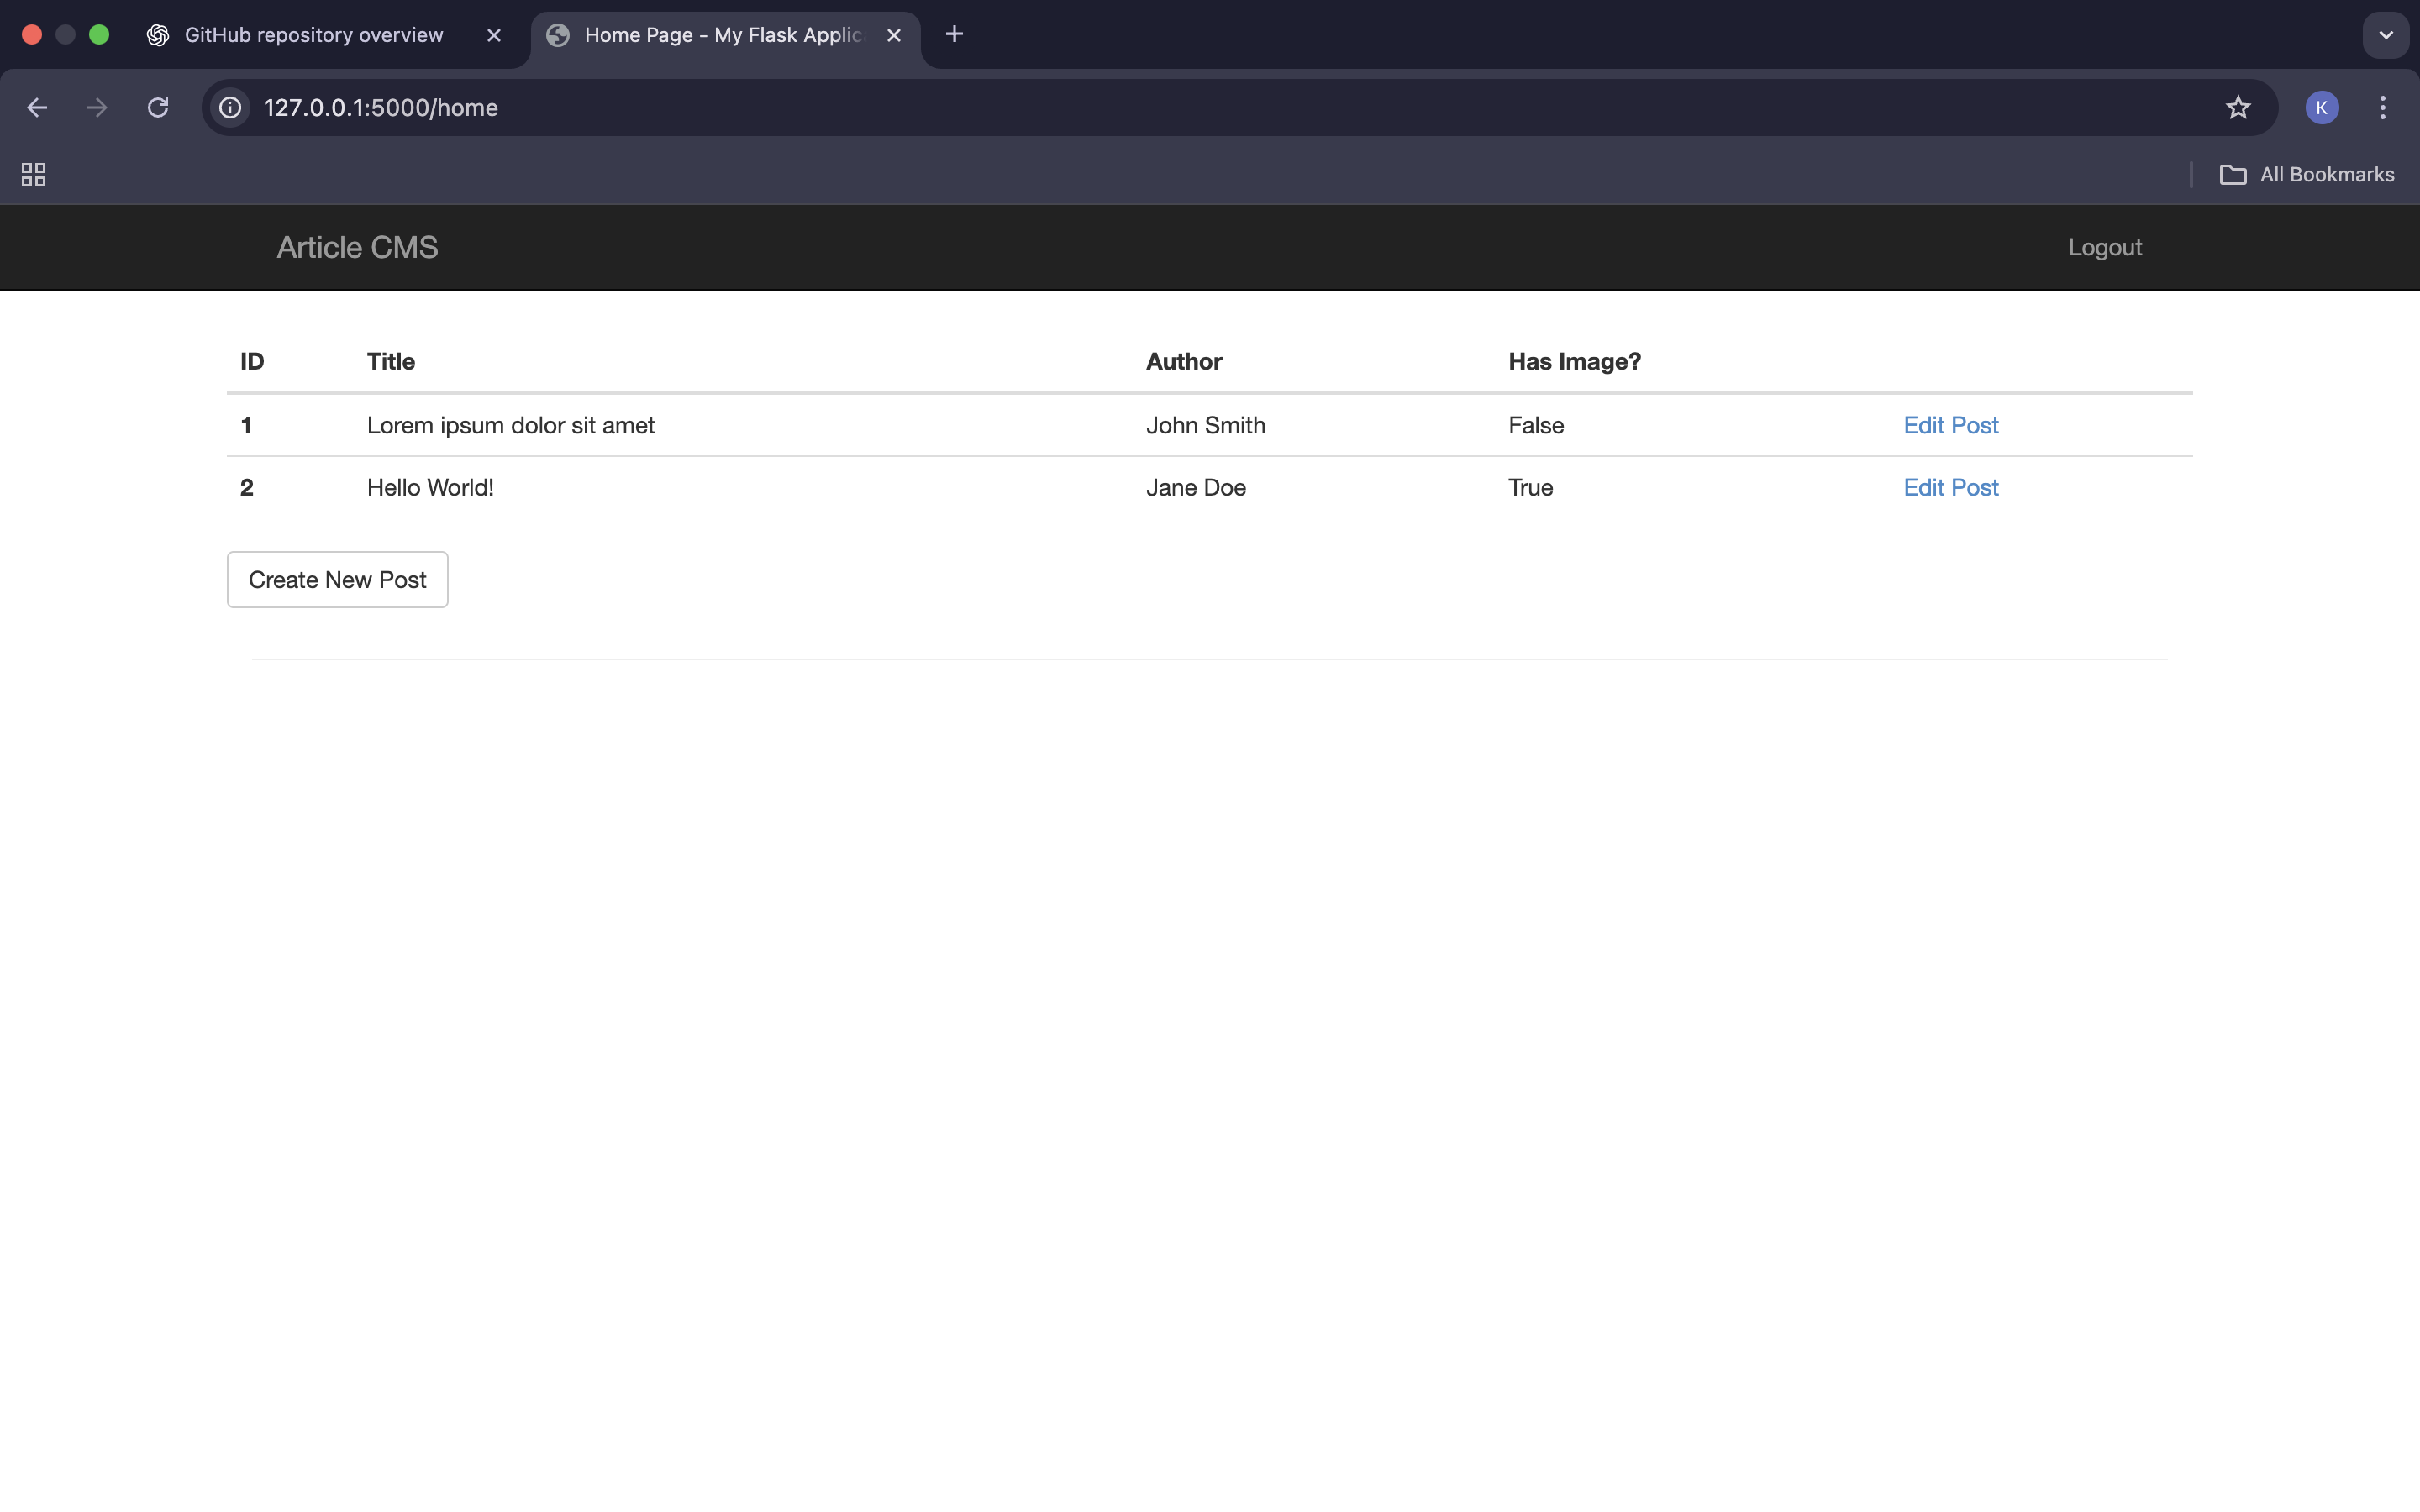 GitHub repository overview
Home Page - My Flask Applic
127.0.0.1:5000/home
K
All Bookmarks
Article CMS Logout
ID Title Author Has Image?
1 Lorem ipsum dolor sit amet John Smith False Edit Post
2 Hello World! Jane Doe True Edit Post
Create New Post